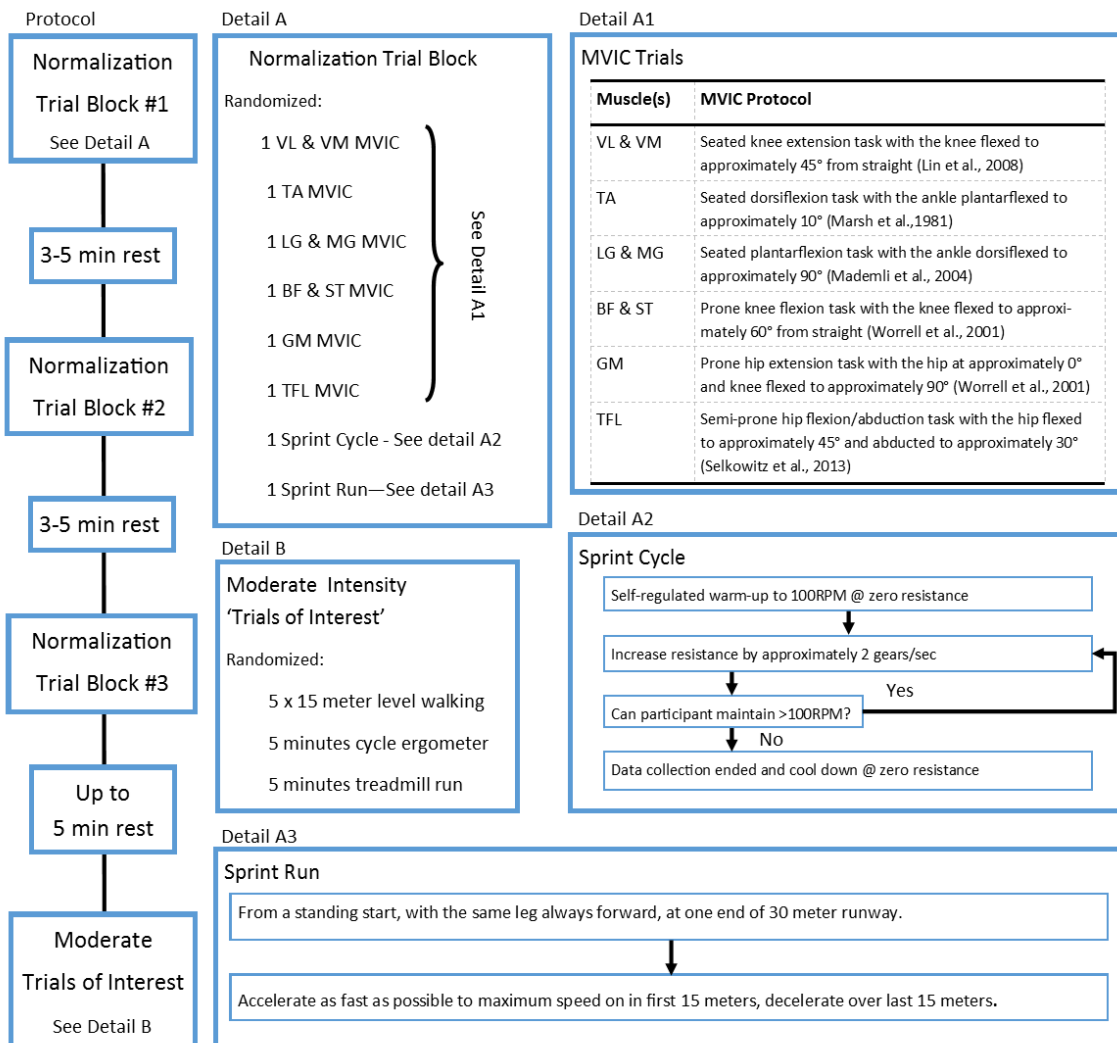 Protocol
Normalization
Trial Block #1
See Detail A
3-5 min rest
Normalization
Trial Block #2
3-5 min rest
Normalization
Trial Block #3
Up to
5 min rest
Moderate
Trials of Interest
See Detail B
Detail A
Normalization Trial Block
Randomized:
1 VL & VM MVIC
1 TA MVIC
1 LG & MG MVIC
1 BF & ST MVIC
1 GM MVIC
1 TFL MVIC
See Detail A1
1 Sprint Cycle - See detail A2
1 Sprint Run—See detail A3
Detail A1
MVIC Trials
Muscle(s) MVIC Protocol
VL & VM Seated knee extension task with the knee flexed to
approximately 45° from straight (Lin et al., 2008)
TA Seated dorsiflexion task with the ankle plantarflexed to
approximately 10° (Marsh et al.,1981)
LG & MG Seated plantarflexion task with the ankle dorsiflexed to
approximately 90° (Mademli et al., 2004)
BF & ST Prone knee flexion task with the knee flexed to approxi-
mately 60° from straight (Worrell et al., 2001)
GM Prone hip extension task with the hip at approximately 0°
and knee flexed to approximately 90° (Worrell et al., 2001)
TFL Semi-prone hip flexion/abduction task with the hip flexed
to approximately 45° and abducted to approximately 30°
(Selkowitz et al., 2013)
Detail B
Moderate Intensity
‘Trials of Interest’
Randomized:
5 x 15 meter level walking
5 minutes cycle ergometer
5 minutes treadmill run
Detail A2
Sprint Cycle
Self-regulated warm-up to 100RPM @ zero resistance
Increase resistance by approximately 2 gears/sec
Yes
Can participant maintain >100RPM?
No
Data collection ended and cool down @ zero resistance
Detail A3
Sprint Run
From a standing start, with the same leg always forward, at one end of 30 meter runway.
Accelerate as fast as possible to maximum speed on in first 15 meters, decelerate over last 15 meters.